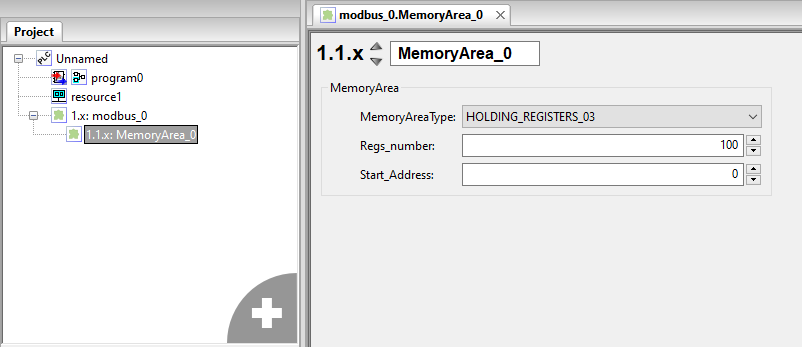 Project
Unnamed
program0
resource1
1.x: modbus_0
1.1.x: MemoryArea_0
modbus_0.MemoryArea_0
1.1.x MemoryArea_0
MemoryArea
MemoryAreaType: HOLDING_REGISTERS_03
Regs_number: 100
Start_Address: 0